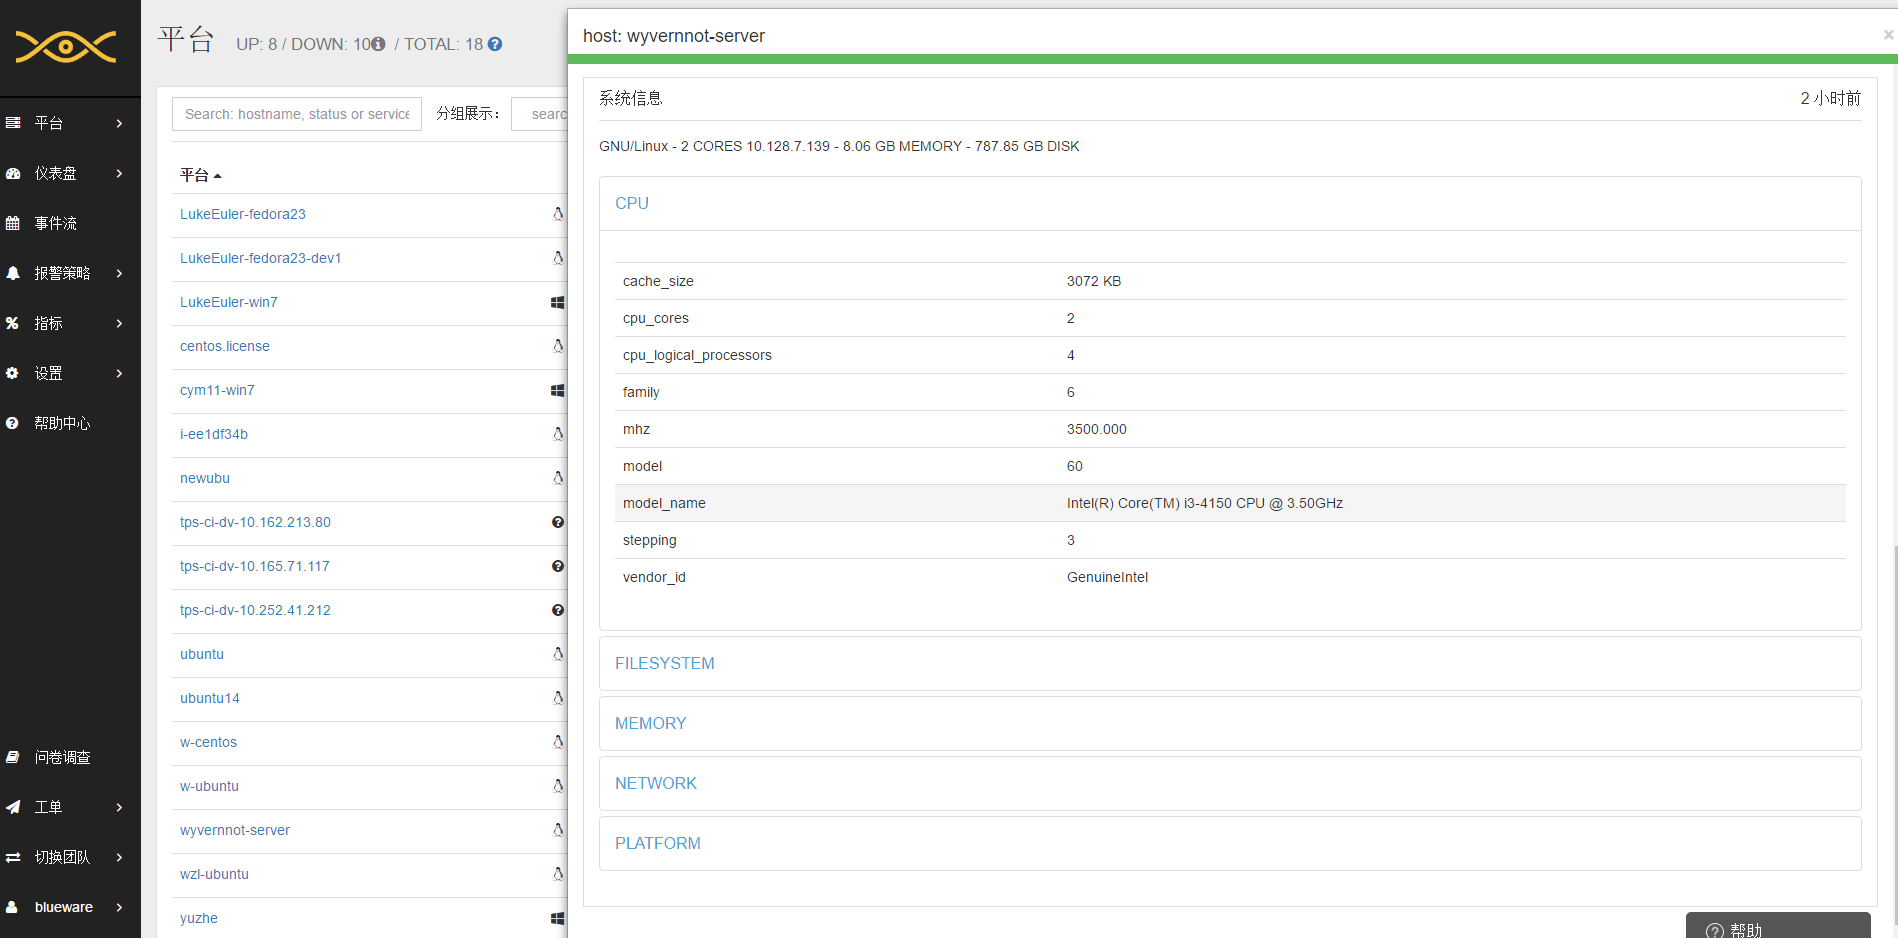 平台
仪表盘
事件流
报警策略
指标
设置
帮助中心
问卷调查
工单
切换团队
blueware
平台 UP: 8 / DOWN: 10 / TOTAL: 18
Search: hostname, status or service
分组展示： searc
平台
LukeEuler-fedora23
LukeEuler-fedora23-dev1
LukeEuler-win7
centos.license
cym11-win7
i-ee1df34b
newubu
tps-ci-dv-10.162.213.80
tps-ci-dv-10.165.71.117
tps-ci-dv-10.252.41.212
ubuntu
ubuntu14
w-centos
w-ubuntu
wyvernnot-server
wzl-ubuntu
yuzhe
host: wyvernnot-server ×
系统信息 2 小时前
GNU/Linux - 2 CORES 10.128.7.139 - 8.06 GB MEMORY - 787.85 GB DISK
CPU
cache_size 3072 KB
cpu_cores 2
cpu_logical_processors 4
family 6
mhz 3500.000
model 60
model_name Intel(R) Core(TM) i3-4150 CPU @ 3.50GHz
stepping 3
vendor_id GenuineIntel
FILESYSTEM
MEMORY
NETWORK
PLATFORM
帮助